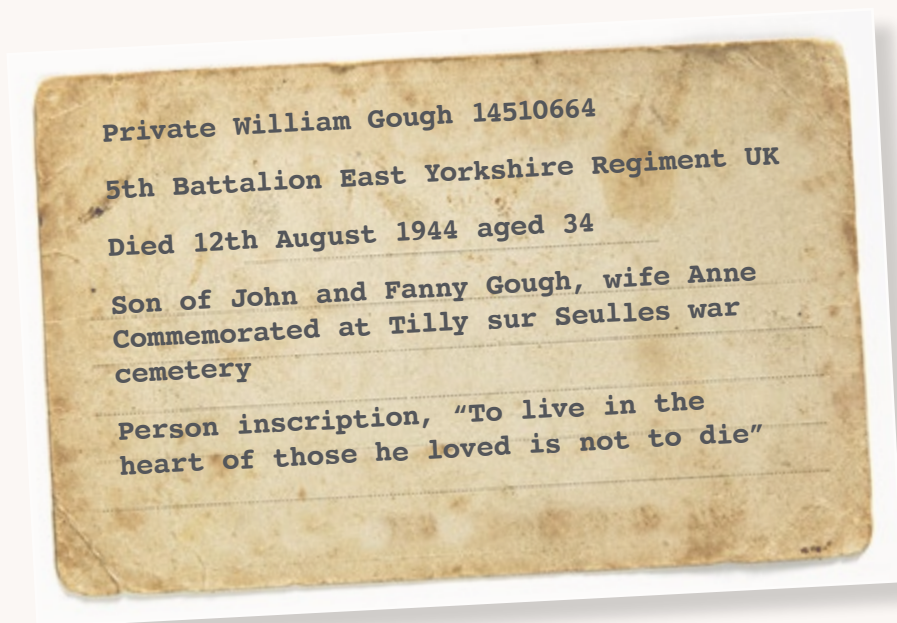 Private William Gough 14510664
5th Battalion East Yorkshire Regiment UK
Died 12th August 1944 aged 34
Son of John and Fanny Gough, wife Anne
Commemorated at Tilly sur Seulles war
cemetery
Person inscription, “To live in the
heart of those he loved is not to die”